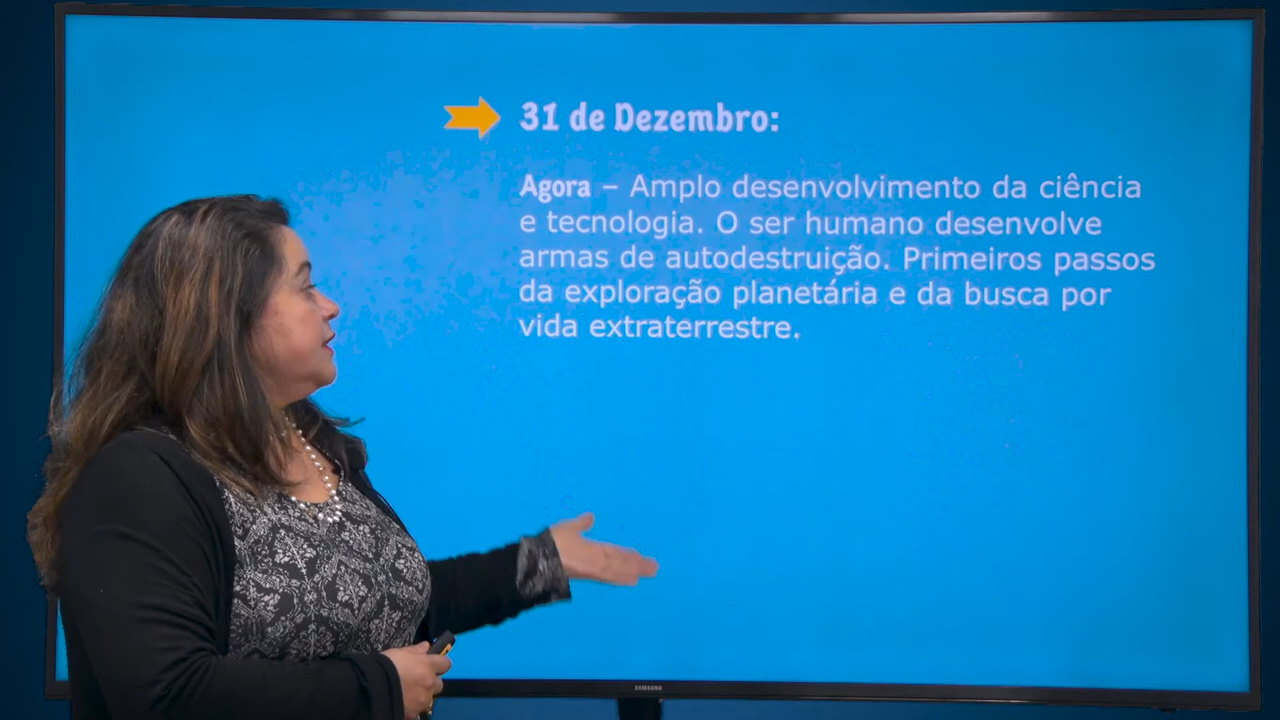 31 de Dezembro:
Agora – Amplo desenvolvimento da ciência
e tecnologia. O ser humano desenvolve
armas de autodestruição. Primeiros passos
da exploração planetária e da busca por
vida extraterrestre.
SAMSUNG